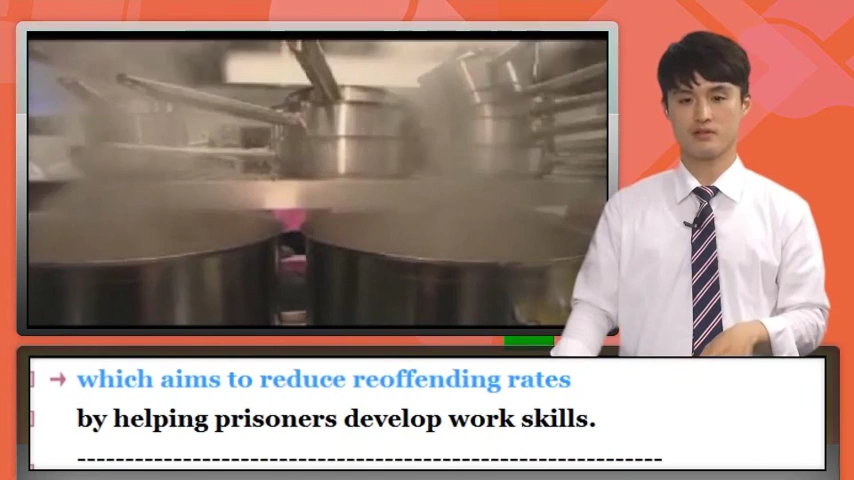 → which aims to reduce reoffending rates
by helping prisoners develop work skills.